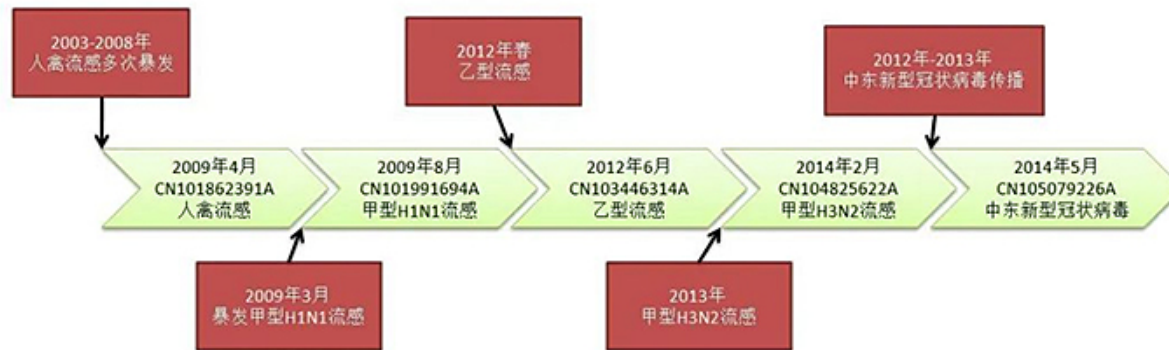 2003-2008年
人禽流感多次暴发
2012年春
乙型流感
2012年-2013年
中东新型冠状病毒传播
2009年4月
CN101862391A
人禽流感
2009年8月
CN101991694A
甲型H1N1流感
2012年6月
CN103446314A
乙型流感
2014年2月
CN104825622A
甲型H3N2流感
2014年5月
CN105079226A
中东新型冠状病毒
2009年3月
暴发甲型H1N1流感
2013年
甲型H3N2流感